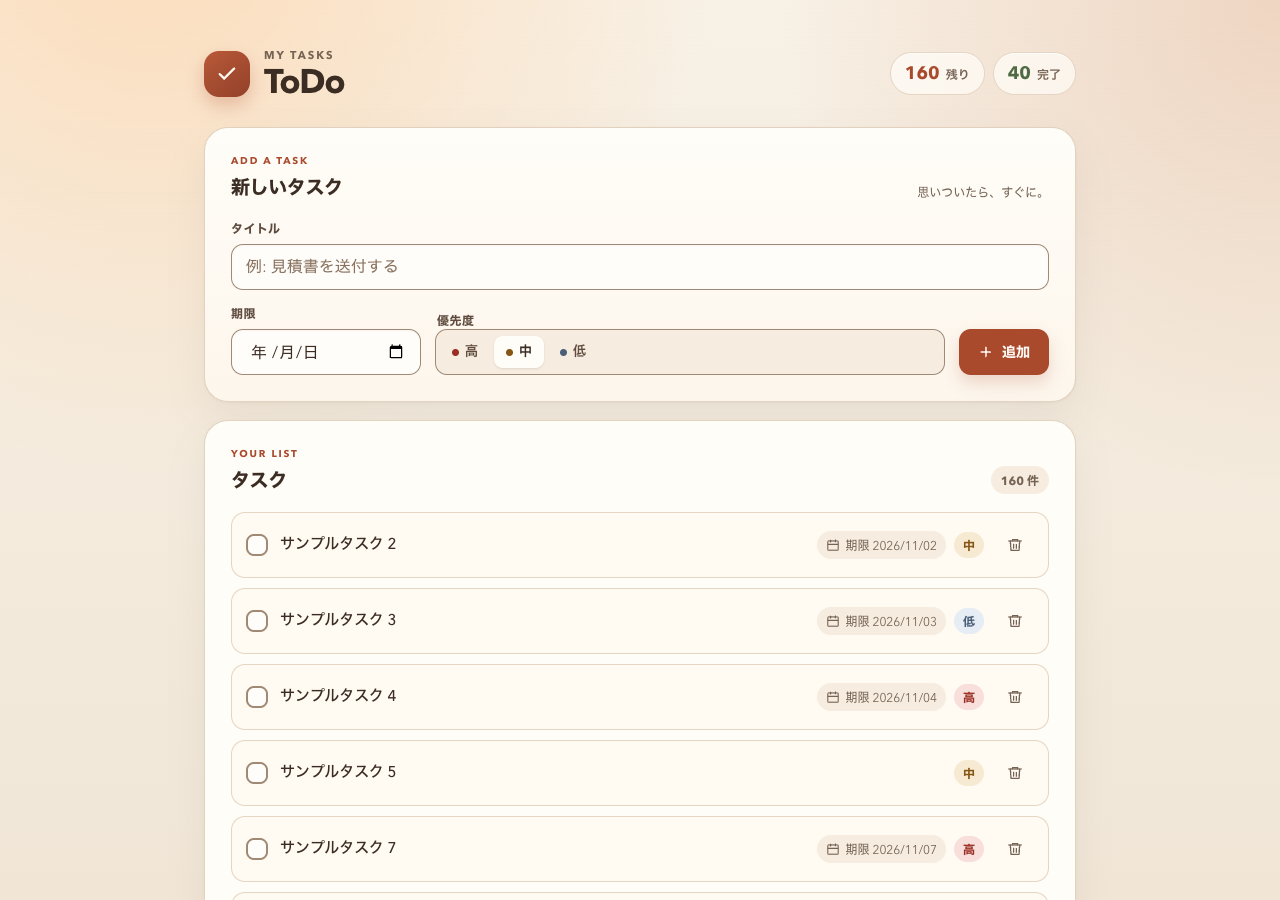 MY TASKS
ToDo
160 残り
40 完了
ADD A TASK
新しいタスク
思いついたら、すぐに。
タイトル
例: 見積書を送付する
期限
優先度
年 /月/日
高
中
低
追加
YOUR LIST
タスク
160 件
サンプルタスク 2
期限 2026/11/02
中
サンプルタスク 3
期限 2026/11/03
低
サンプルタスク 4
期限 2026/11/04
高
サンプルタスク 5
中
サンプルタスク 7
期限 2026/11/07
高